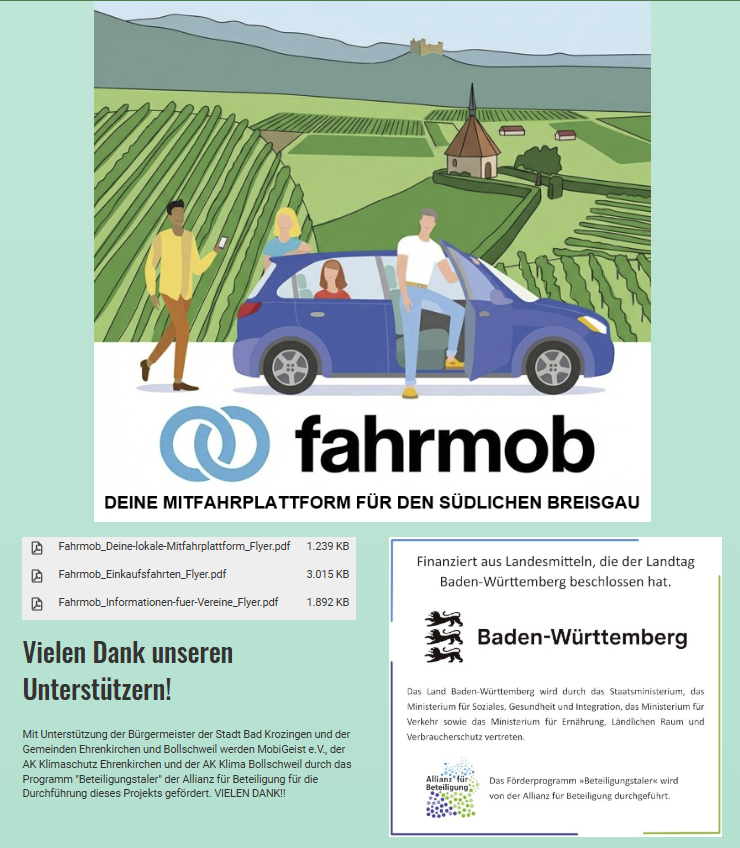 fahrmob
DEINE MITFAHRPLATTFORM FÜR DEN SÜDLICHEN BREISGAU
Fahrmob_Deine-lokale-Mitfahrplattform_Flyer.pdf 1.239 KB
Fahrmob_Einkaufsfahrten_Flyer.pdf 3.015 KB
Fahrmob_Informationen-fuer-Vereine_Flyer.pdf 1.892 KB
Vielen Dank unseren
Unterstützern!
Mit Unterstützung der Bürgermeister der Stadt Bad Krozingen und der
Gemeinden Ehrenkirchen und Bollschweil werden MobiGeist e.V., der
AK Klimaschutz Ehrenkirchen und der AK Klima Bollschweil durch das
Programm "Beteiligungstaler" der Allianz für Beteiligung für die
Durchführung dieses Projekts gefördert. VIELEN DANK!!
Finanziert aus Landesmitteln, die der Landtag
Baden-Württemberg beschlossen hat.
Baden-Württemberg
Das Land Baden-Württemberg wird durch das Staatsministerium, das
Ministerium für Soziales, Gesundheit und Integration, das Ministerium für
Verkehr sowie das Ministerium für Ernährung, Ländlichen Raum und
Verbraucherschutz vertreten.
Allianz für
Beteiligung
Das Förderprogramm »Beteiligungstaler« wird
von der Allianz für Beteiligung durchgeführt.